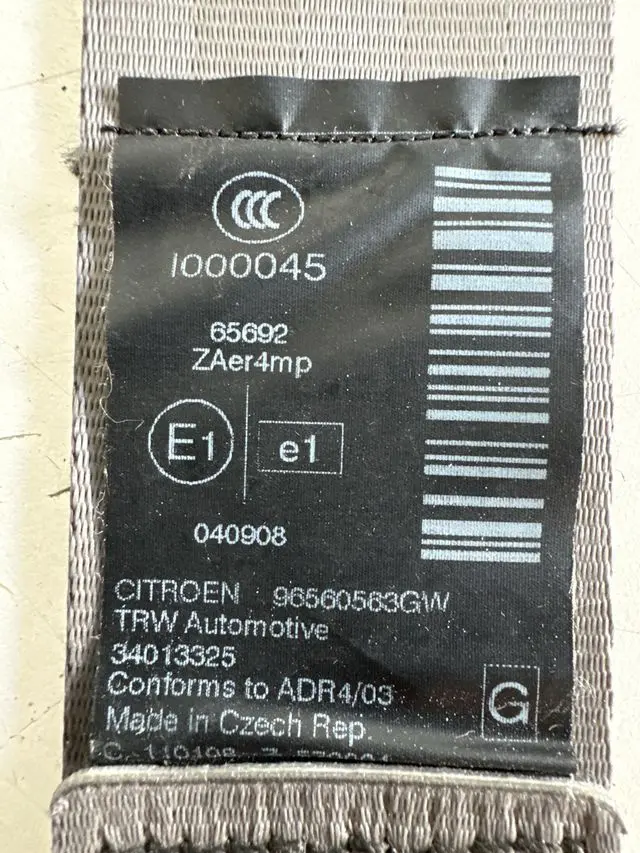 CCC
I000045
65692
ZAer4mp
E1 e1
040908
CITROEN 96560563GW
TRW Automotive
34013325
Conforms to ADR4/03
G
Made in Czech Rep.